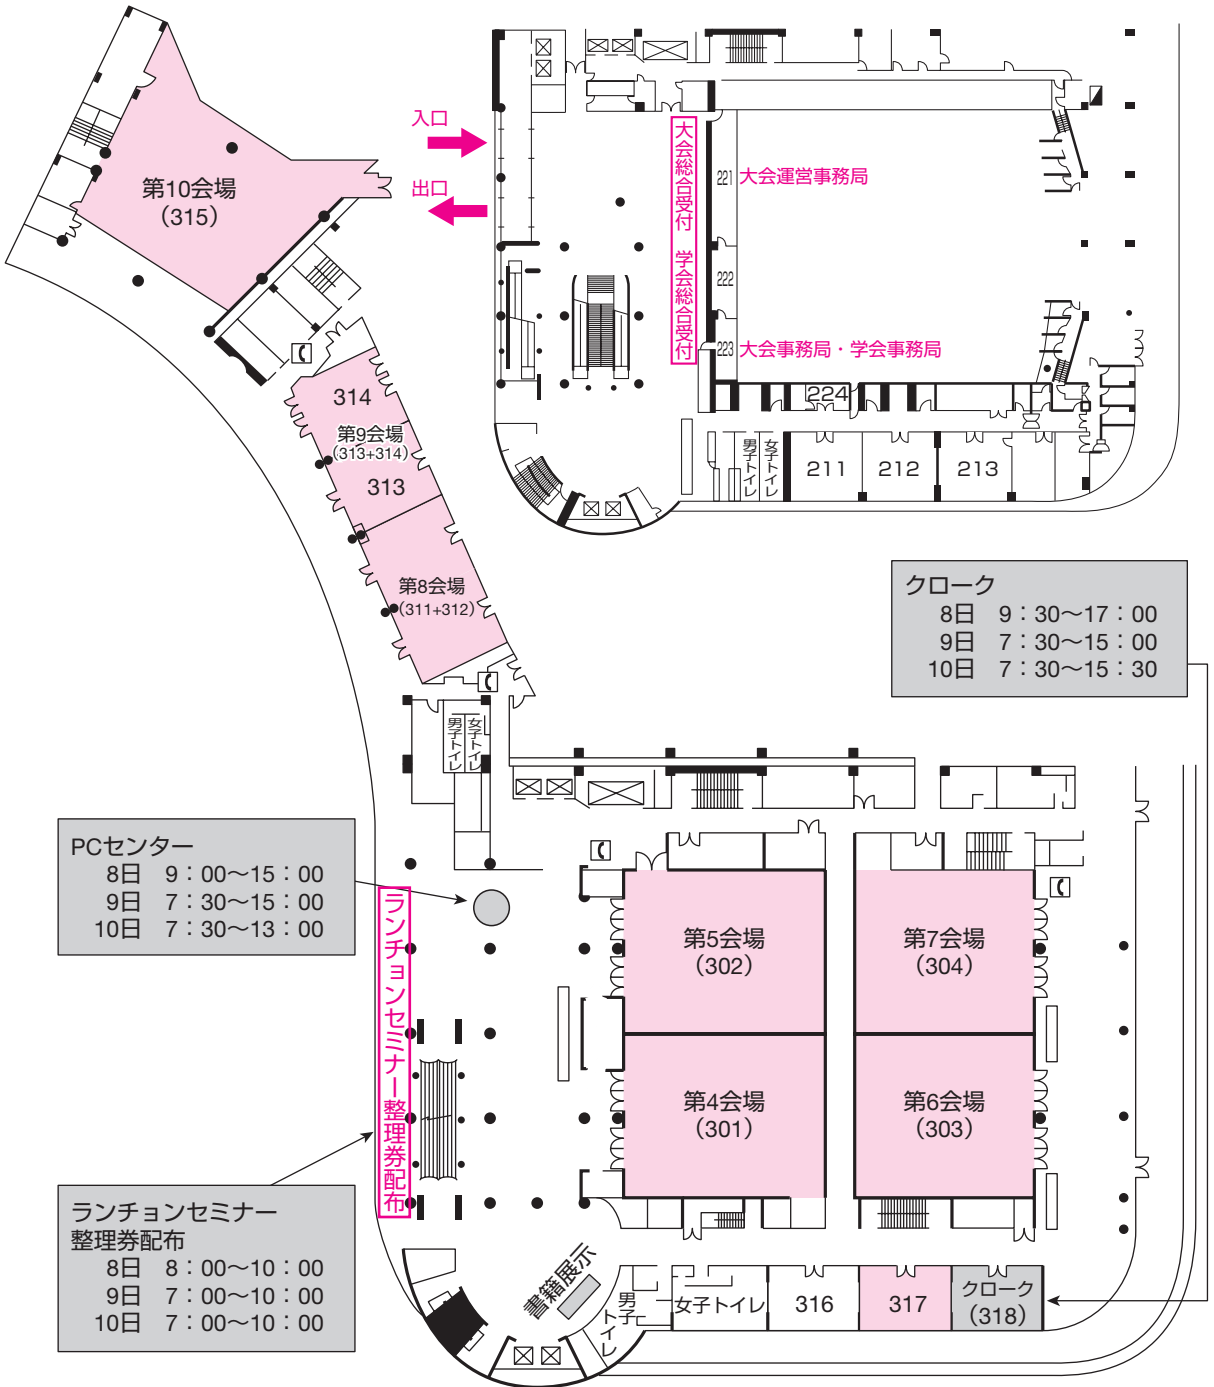 入口
出口
大会総合受付　学会総合受付
221
大会運営事務局
222
223
大会事務局・学会事務局
224
男子トイレ
女子トイレ
211
212
213
第10会場
（315）
314
第9会場
（313+314）
313
第8会場
（311+312）
男子トイレ
女子トイレ
クローク
8日　9：30〜17：00
9日　7：30〜15：00
10日　7：30〜15：30
PCセンター
8日　9：00〜15：00
9日　7：30〜15：00
10日　7：30〜13：00
ランチョンセミナー整理券配布
第5会場
（302）
第7会場
（304）
第4会場
（301）
第6会場
（303）
ランチョンセミナー
整理券配布
8日　8：00〜10：00
9日　7：00〜10：00
10日　7：00〜10：00
書籍展示
男子トイレ
女子トイレ
316
317
クローク
（318）